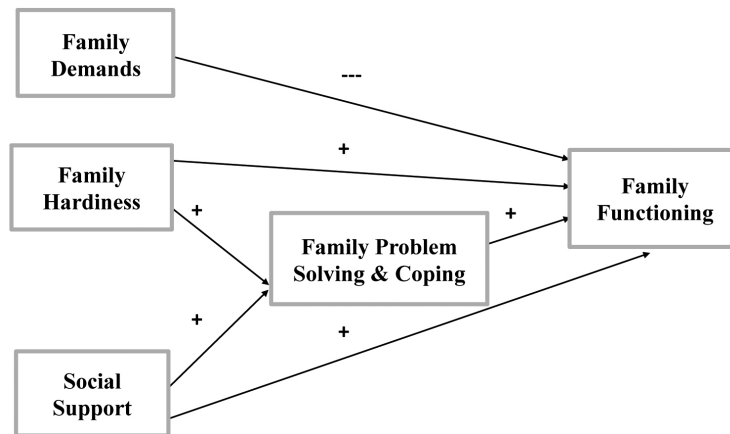 Family
Demands
---
+
Family
Hardiness
+
Family
Functioning
+
Family Problem
Solving & Coping
+
+
Social
Support